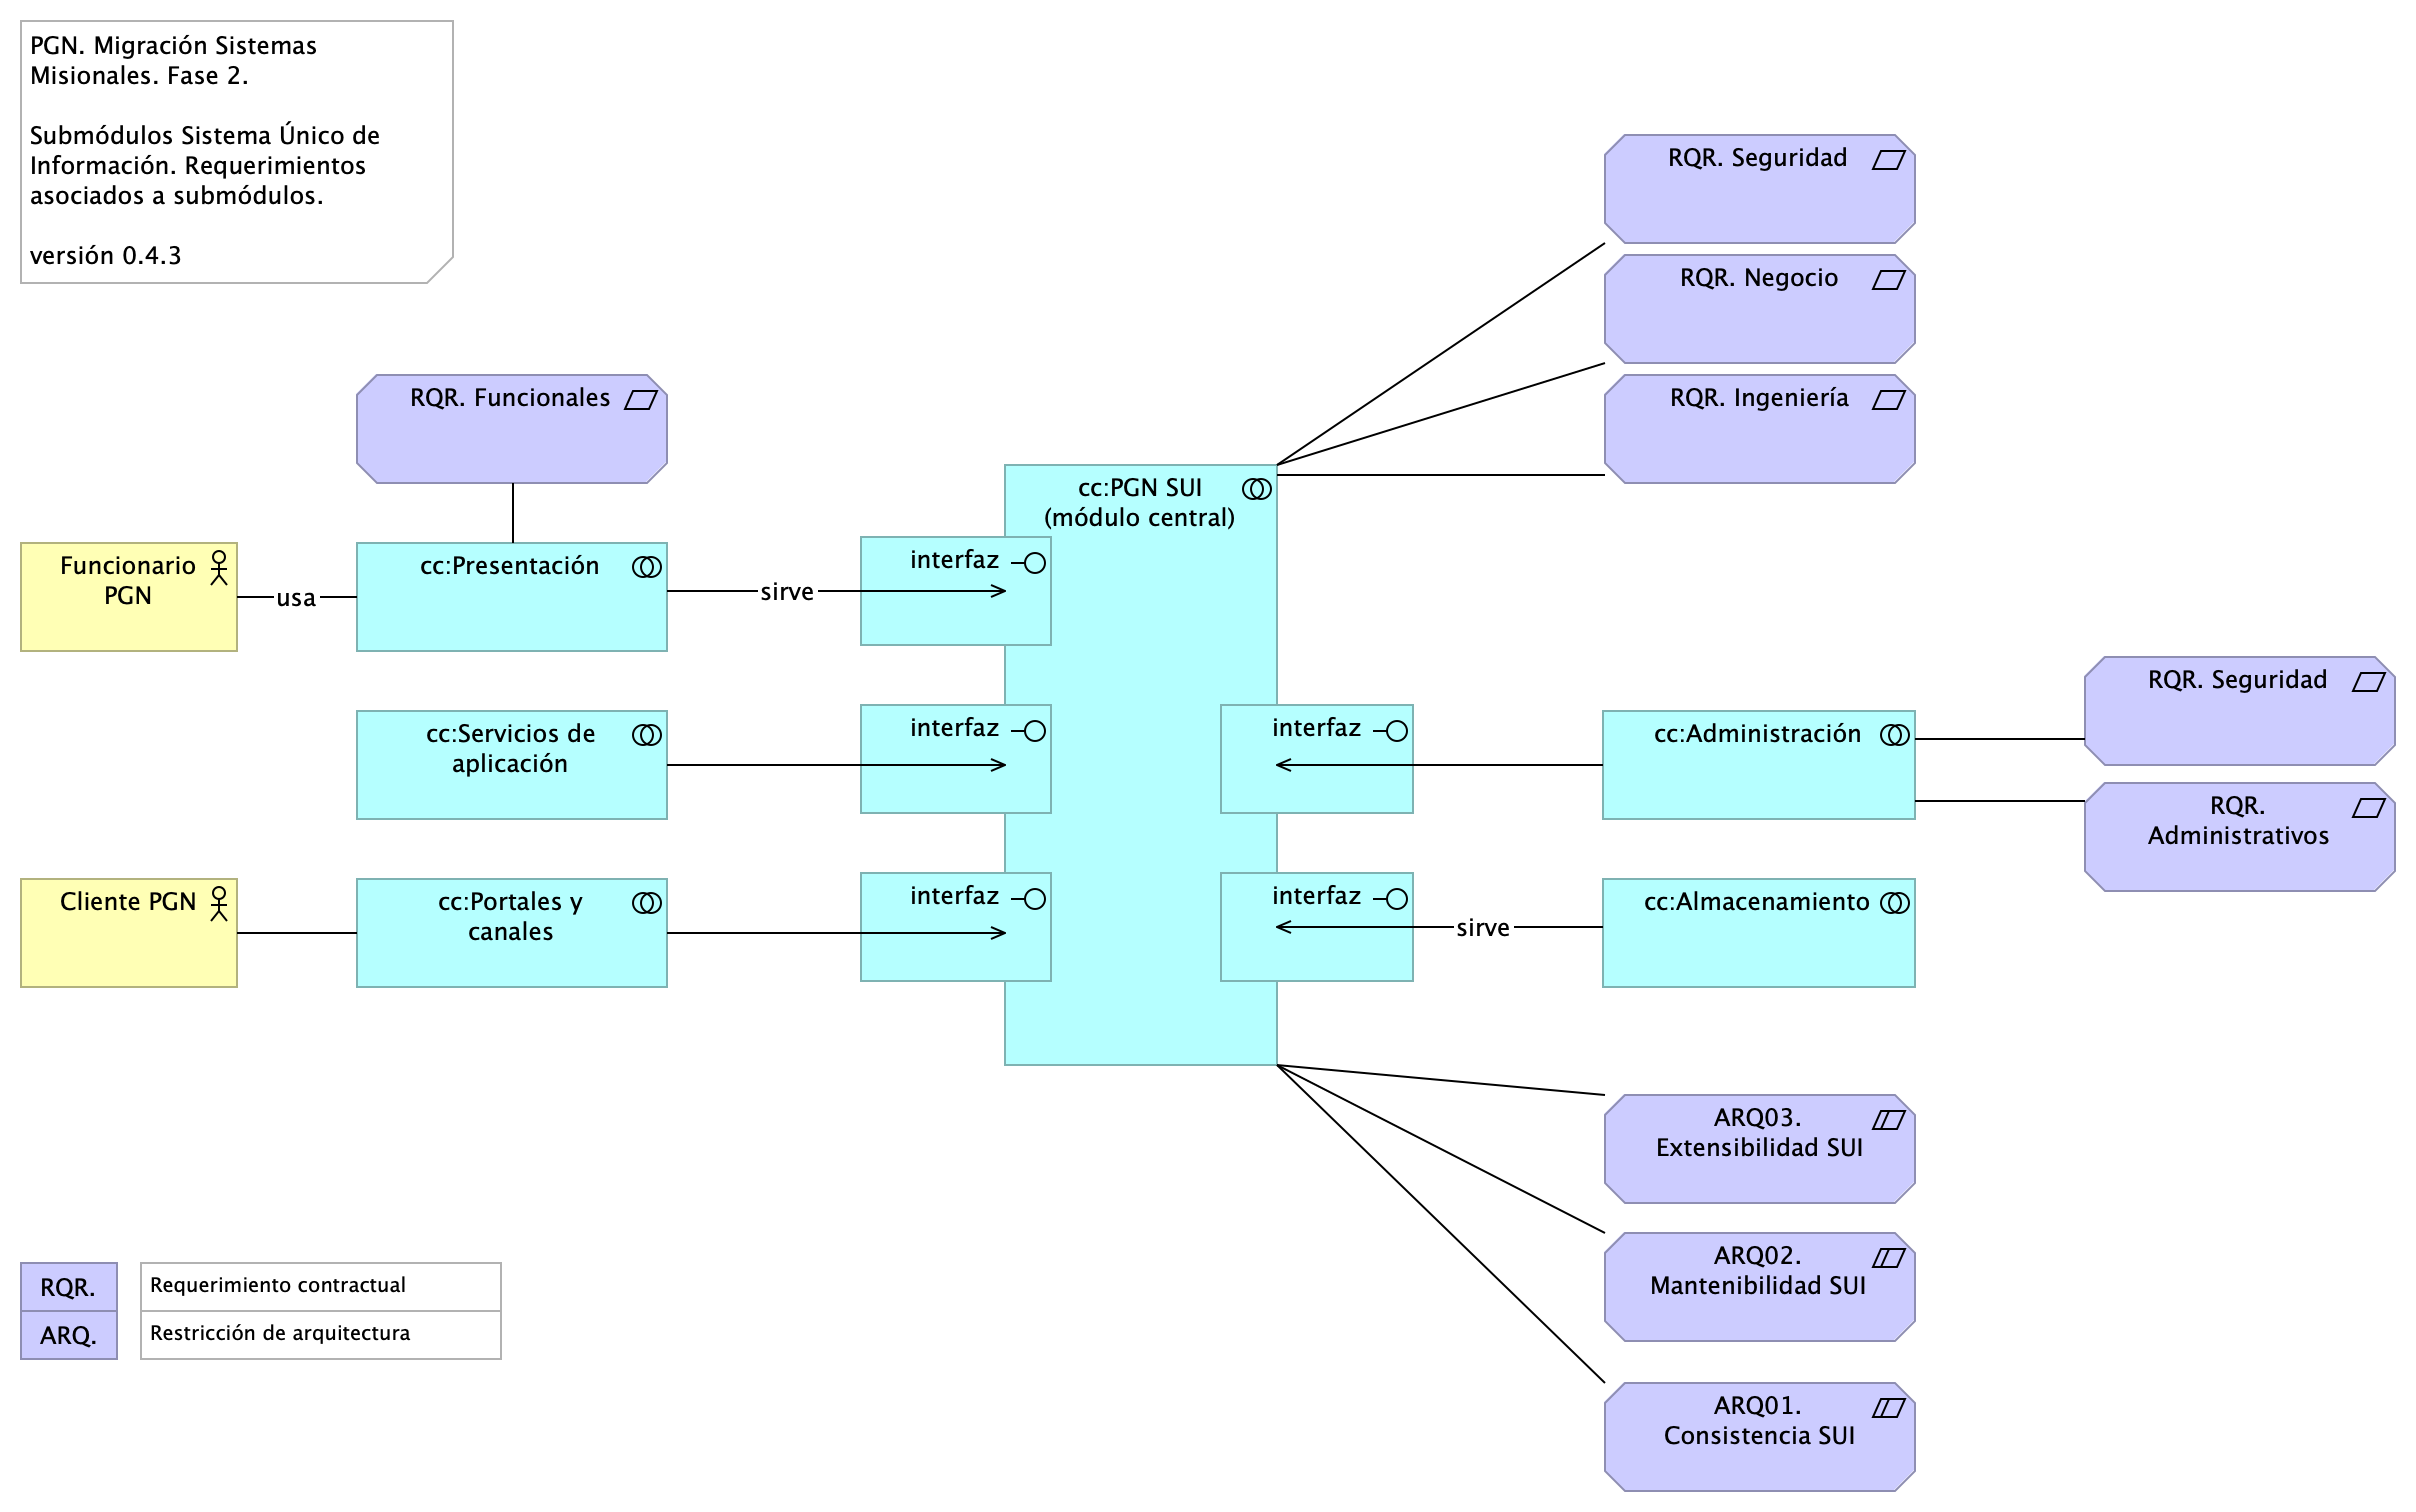 PGN. Migración Sistemas
Misionales. Fase 2.
Submódulos Sistema Único de
Información. Requerimientos
asociados a submódulos.
versión 0.4.3
RQR. Seguridad
RQR. Negocio
RQR. Funcionales
RQR. Ingeniería
cc:PGN SUI
(módulo central)
Funcionario
PGN
usa
cc:Presentación
sirve
interfaz
cc:Servicios de
aplicación
interfaz
interfaz
cc:Administración
RQR. Seguridad
RQR.
Administrativos
Cliente PGN
cc:Portales y
canales
interfaz
interfaz
sirve
cc:Almacenamiento
ARQ03.
Extensibilidad SUI
ARQ02.
Mantenibilidad SUI
ARQ01.
Consistencia SUI
RQR.
Requerimiento contractual
ARQ.
Restricción de arquitectura